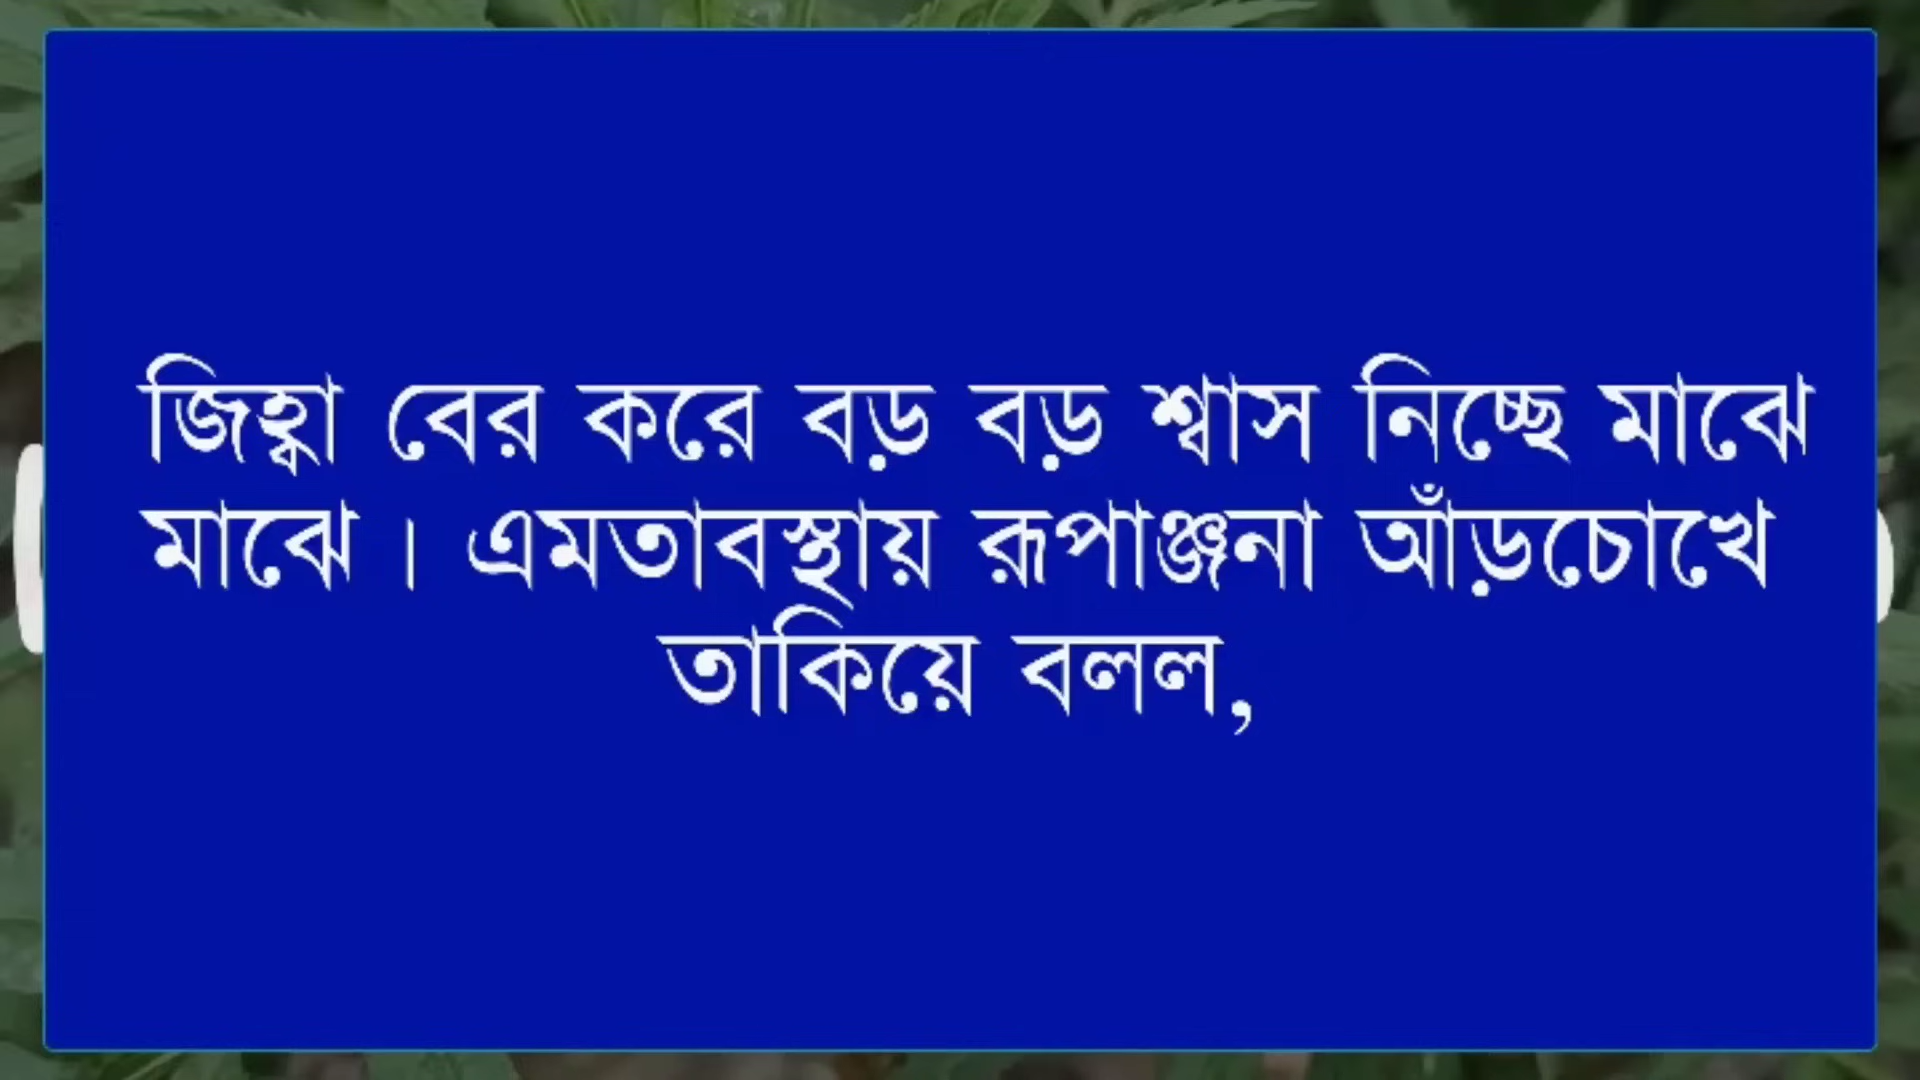 জিহ্বা বের করে বড় বড় শ্বাস নিচ্ছে মাঝে
মাঝে। এমতাবস্থায় রূপাঞ্জনা আঁড়চোখে
তাকিয়ে বলল,